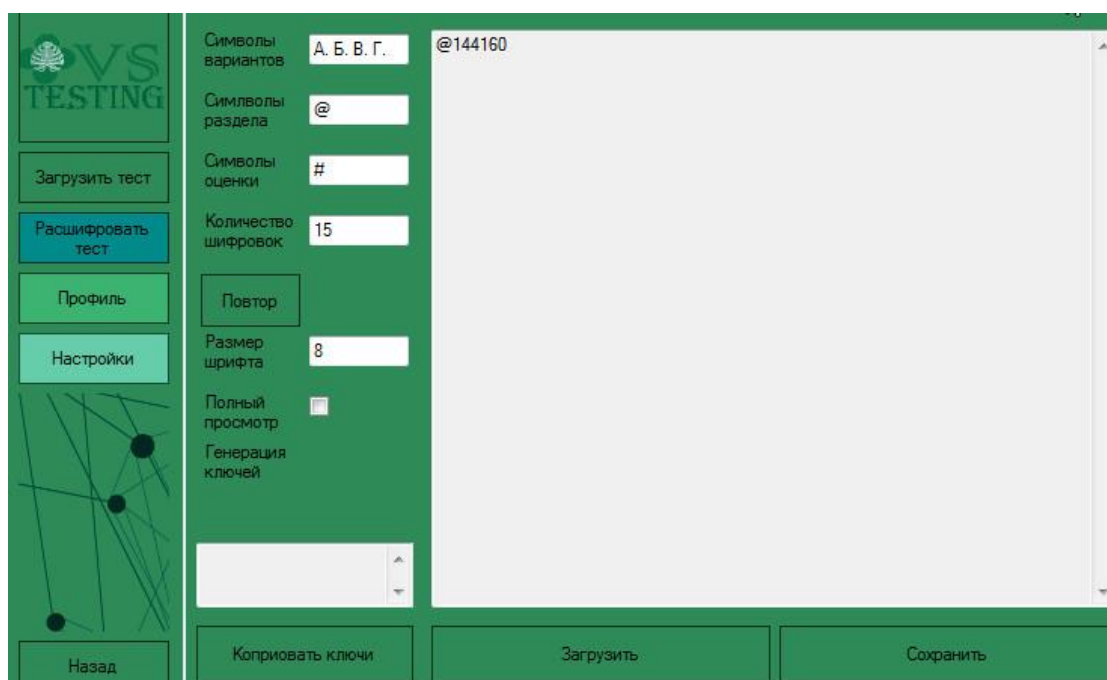 VS
TESTING
Загрузить тест
Расшифровать
тест
Профиль
Настройки
Назад
Символы
вариантов
А. Б. В. Г.
Симлволы
раздела
@
Символы
оценки
#
Количество
шифровок
15
Повтор
Размер
шрифта
8
Полный
просмотр
Генерация
ключей
Коприовать ключи
@144160
Загрузить
Сохранить